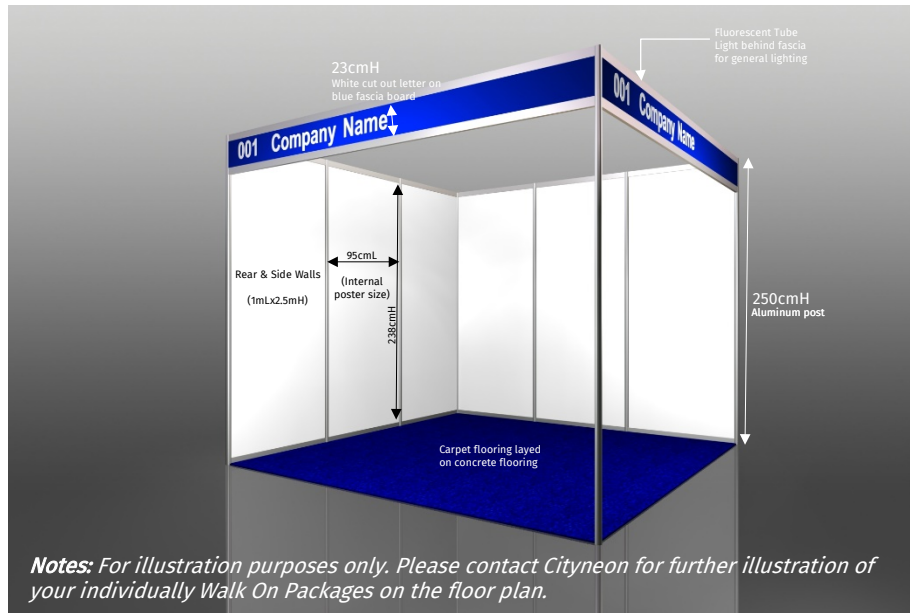 Fluorescent Tube
Light behind fascia
for general lighting
23cmH
White cut out letter on
blue fascia board
001 Company Name
001 Company Name
95cmL
Rear & Side Walls
(1mLx2.5mH)
(Internal
poster size)
238cmH
250cmH
Aluminum post
Carpet flooring layed
on concrete flooring
Notes: For illustration purposes only. Please contact Cityneon for further illustration of
your individually Walk On Packages on the floor plan.